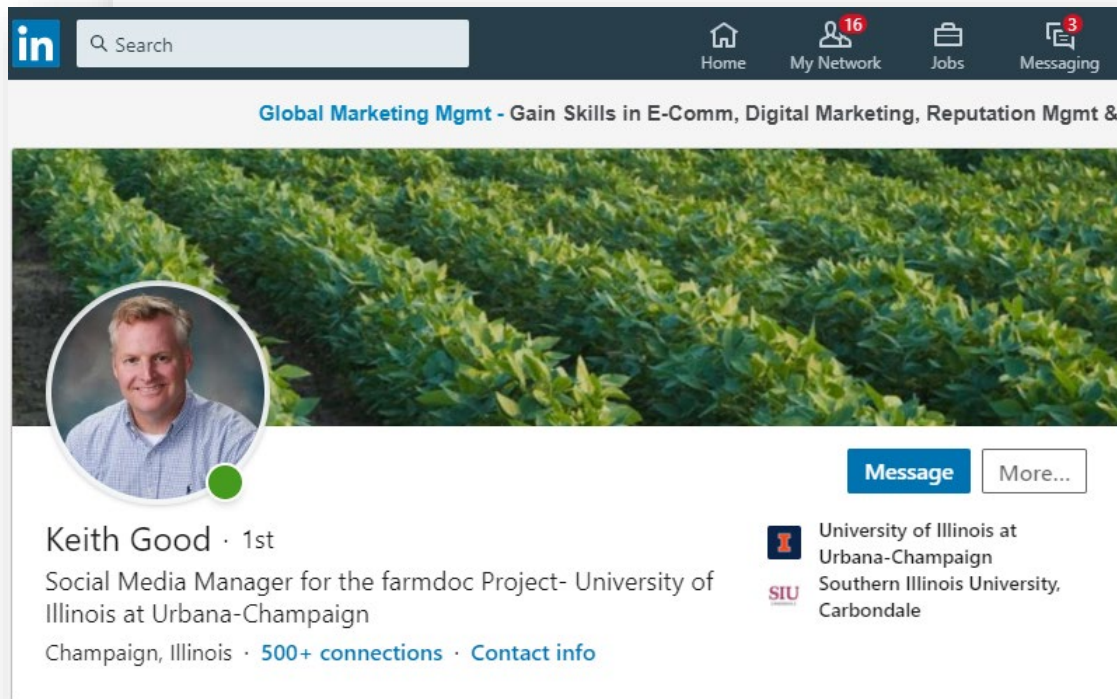 in
Search
16
3
Home
My Network
Jobs
Messaging
Global Marketing Mgmt - Gain Skills in E-Comm, Digital Marketing, Reputation Mgmt &
Message
More...
Keith Good · 1st
Social Media Manager for the farmdoc Project- University of
Illinois at Urbana-Champaign
Champaign, Illinois · 500+ connections · Contact info
I
University of Illinois at
Urbana-Champaign
SIU
Southern Illinois University,
Carbondale